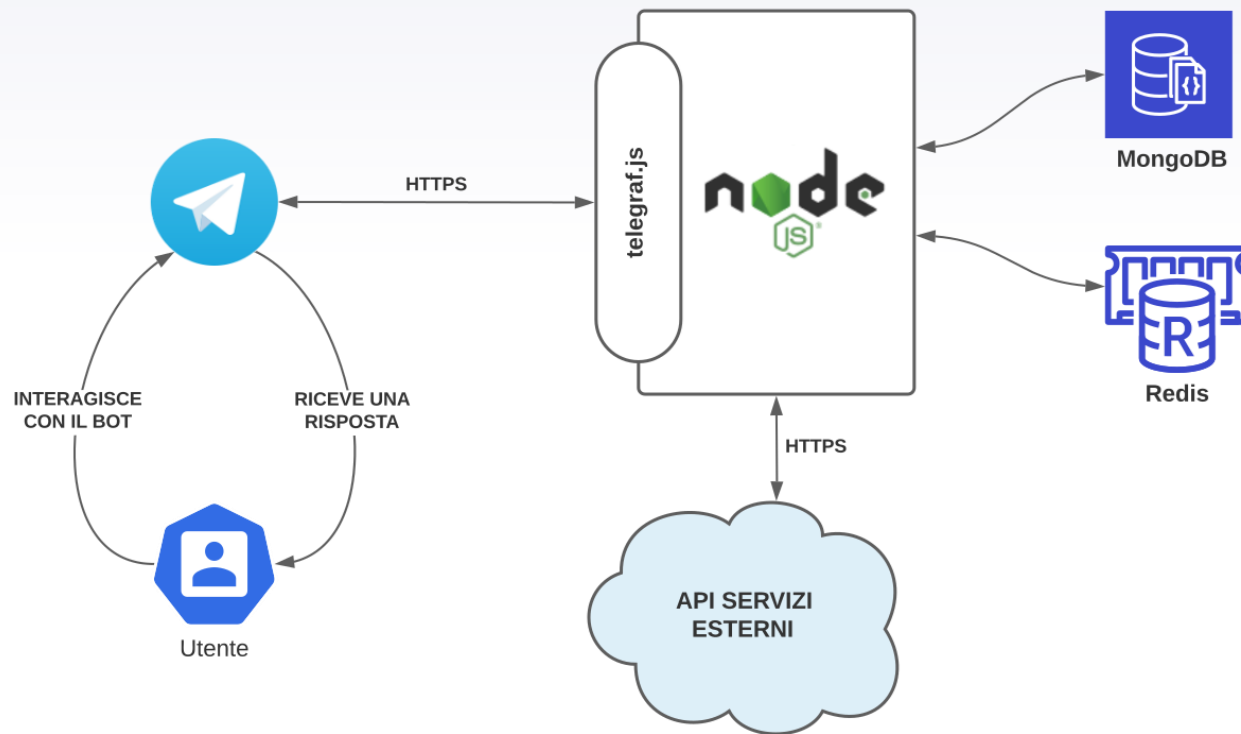 HTTPS
telegraf.js
node
JS
MongoDB
R
Redis
INTERAGISCE
CON IL BOT
RICEVE UNA
RISPOSTA
HTTPS
API SERVIZI
ESTERNI
Utente